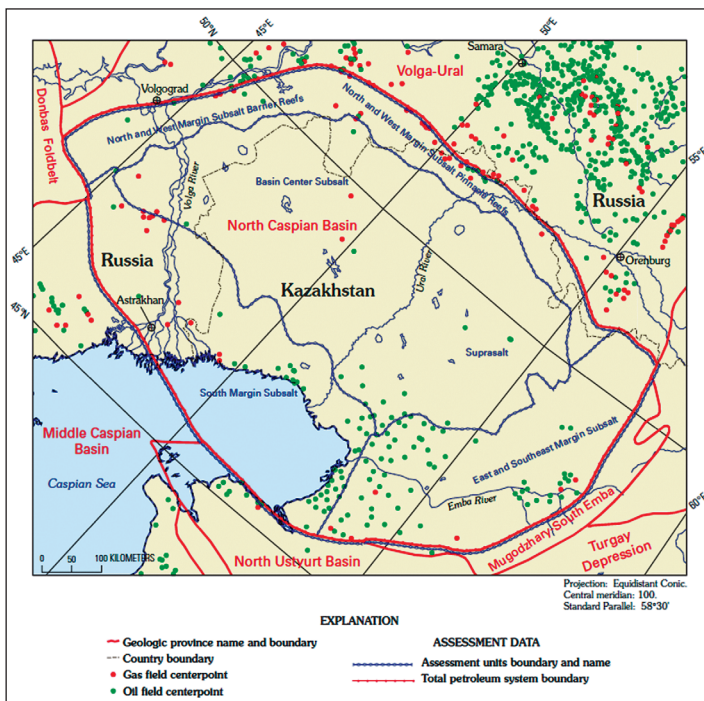 50°N
45°E
50°E
Samara
Volga-Ural
Volgograd
Donbas
Foldbelt
North and West Margin Subsalt Barrier Reefs
North and West Margin Subsalt Pinnacle Reefs
55°E
Volga River
Basin Center Subsalt
Russia
North Caspian Basin
45°E
Russia
Ural River
Orenburg
Kazakhstan
45°N
Astrakhan
Suprasalt
South Margin Subsalt
Middle Caspian
Basin
East and Southeast Margin Subsalt
Caspian Sea
Emba River
60°E
Mugodzhary-South Emba
Turgay
Depression
0 50 100 KILOMETERS
North Ustyurt Basin
Projection: Equidistant Conic.
Central meridian: 100.
Standard Parallel: 58°30'
EXPLANATION
Geologic province name and boundary
Country boundary
Gas field centerpoint
Oil field centerpoint
ASSESSMENT DATA
Assessment units boundary and name
Total petroleum system boundary